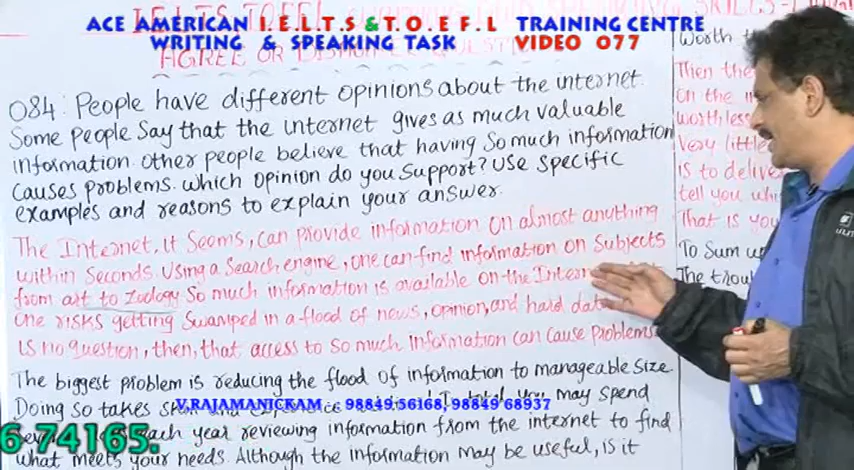 ACE AMERICAN I.E.L.T.S & T.O.E.F.L TRAINING CENTRE
WRITING & SPEAKING TASK VIDEO 077
AGREE OR
084: People have different opinions about the internet.
Some People Say that the internet gives as much valuable
information. Other people believe that having So much information
causes problems. Which opinion do you Support? Use Specific
examples and reasons to explain your answer.
The Internet, it Seems, can provide information on almost anything
within Seconds. Using a Search engine, one can find information on Subjects
from art to Zoology So much information is available on the
one risks getting Swamped in a flood of news, opinion, and hard
is no question, then, that access to So much information can cause Problems
The biggest problem is reducing the flood of information to manageable Size.
Doing so takes may spend
each year reviewing information from the internet to find
what meets your needs. Although the information may be useful, is it
V.RAJAMANICKAM : 98849 56168, 98849 68937
6 74165.
Worth
Then the
on the
worthless
Very little
is to
tell you
That is
To Sum
The